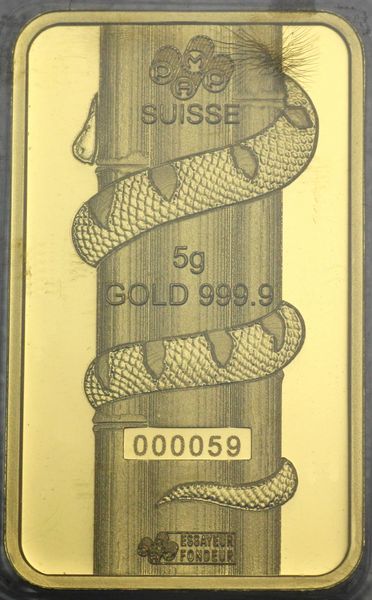 PAMP
SUISSE
5g
GOLD 999.9
000059
ESSAYEUR
FONDEUR